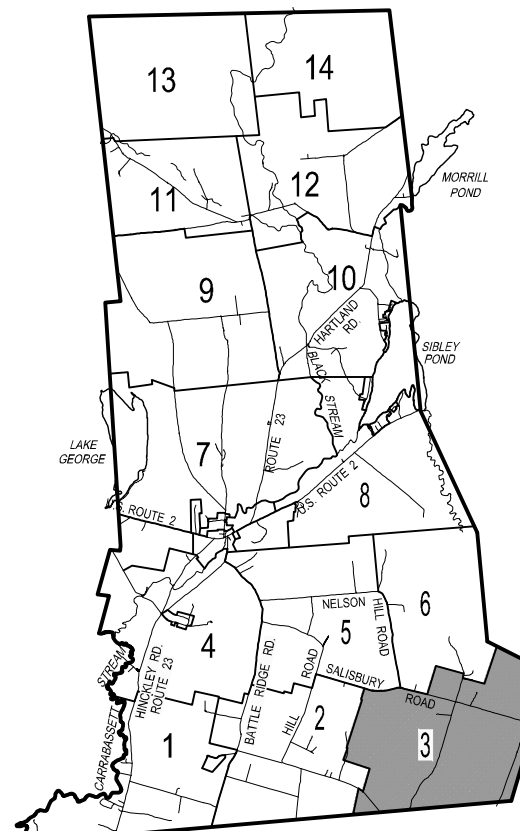 13
14
MORRILL
POND
11
12
9
10
HARTLAND
RD.
SIBLEY
POND
BLACK
STREAM
LAKE
GEORGE
7
ROUTE 23
U.S. ROUTE 2
8
.S. ROUTE 2
NELSON
HILL ROAD
6
4
5
HINCKLEY RD.
ROUTE 23
BATTLE RIDGE RD.
HILL
ROAD
SALISBURY
ROAD
CARRABASSETT
STREAM
1
2
3